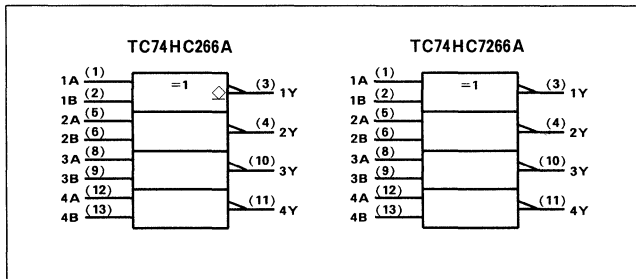 TC74HC266A
1A (1)
1B (2)
2A (5)
2B (6)
3A (8)
3B (9)
4A (12)
4B (13)
=1
(3) 1Y
(4) 2Y
(10) 3Y
(11) 4Y
TC74HC7266A
1A (1)
1B (2)
2A (5)
2B (6)
3A (8)
3B (9)
4A (12)
4B (13)
=1
(3) 1Y
(4) 2Y
(10) 3Y
(11) 4Y